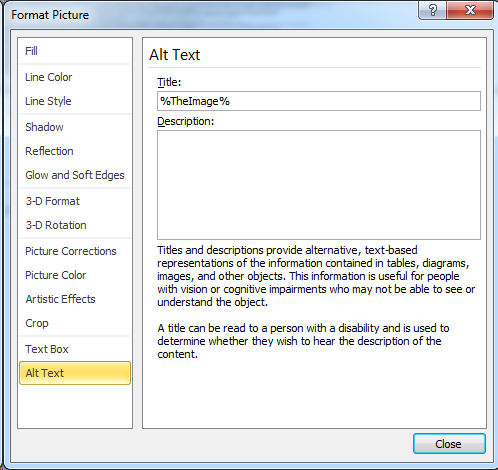 Format Picture
?
Fill
Line Color
Line Style
Shadow
Reflection
Glow and Soft Edges
3-D Format
3-D Rotation
Picture Corrections
Picture Color
Artistic Effects
Crop
Text Box
Alt Text
Alt Text
Title:
%TheImage%
Description:
Titles and descriptions provide alternative, text-based
representations of the information contained in tables, diagrams,
images, and other objects. This information is useful for people
with vision or cognitive impairments who may not be able to see or
understand the object.
A title can be read to a person with a disability and is used to
determine whether they wish to hear the description of the
content.
Close